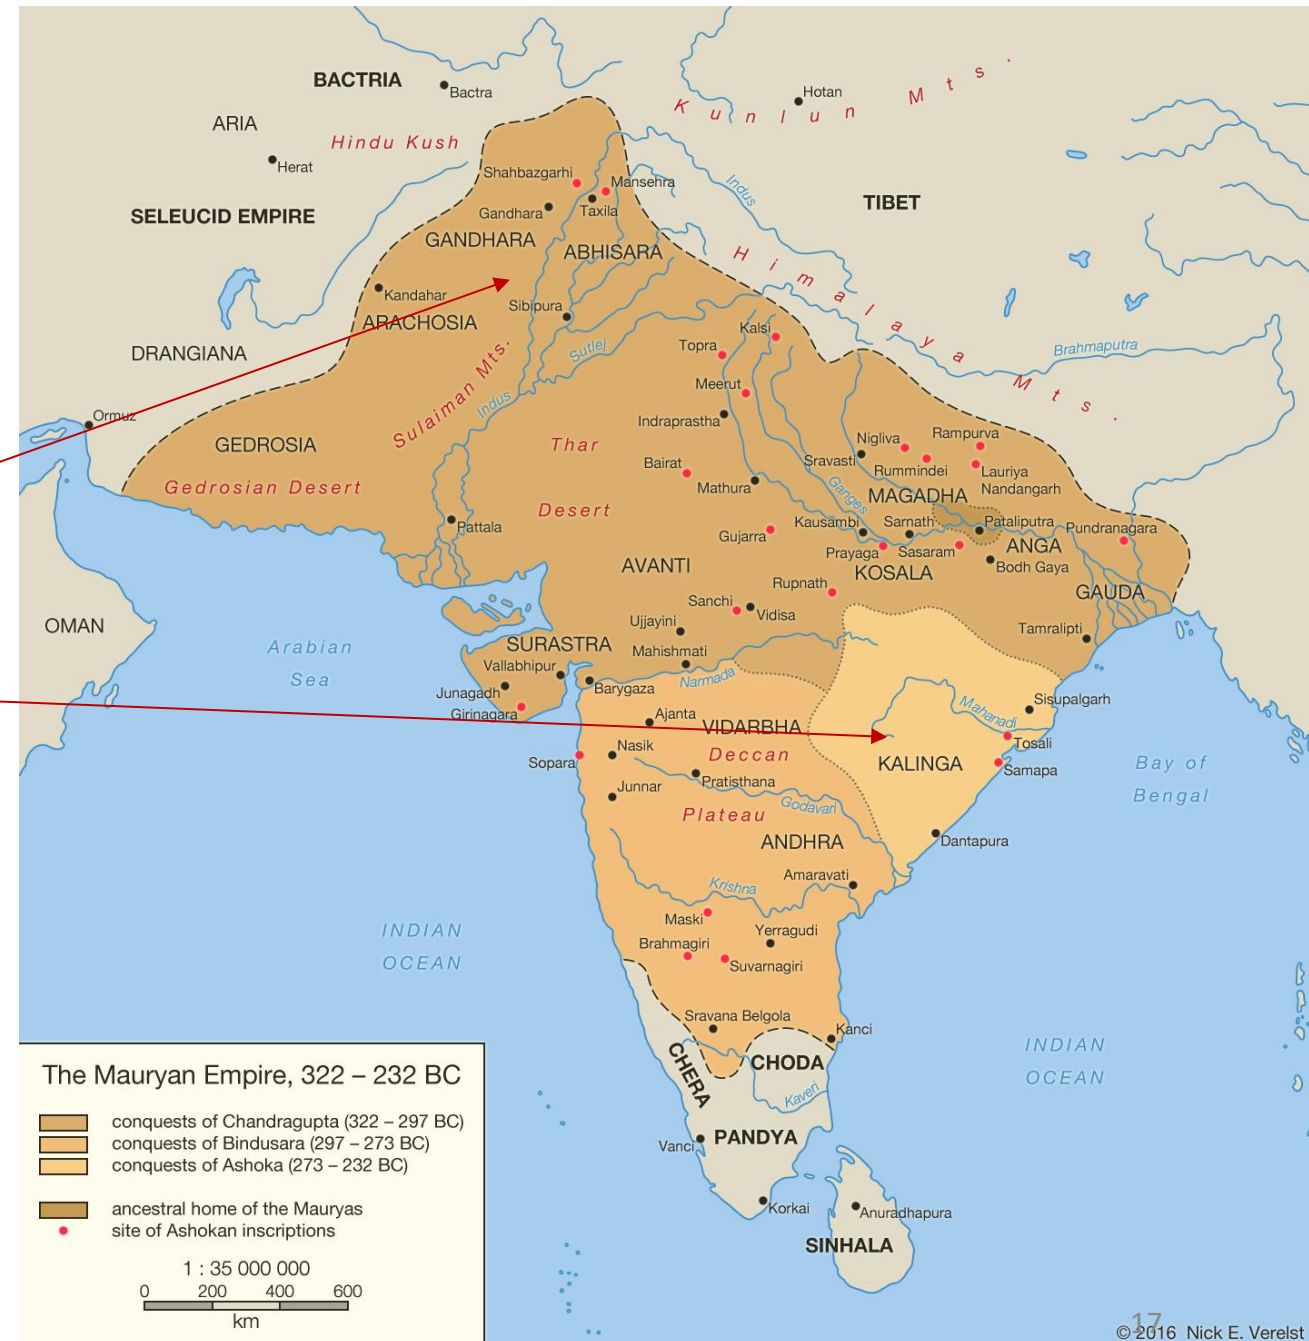 BACTRIA
Bactra
Hotan
Kunlun Mts.
ARIA
Hindu Kush
Herat
Shahbazgarhi
Mansehra
Indus
TIBET
SELEUCID EMPIRE
Gandhara
Taxila
GANDHARA
ABHISARA
Himalaya Mts.
Kandahar
Sibipura
ARACHOSIA
Kalsi
Topra
Sutlej
Brahmaputra
DRANGIANA
Sulaiman Mts.
Meerut
Indus
Ormuz
Indraprastha
GEDROSIA
Thar
Desert
Nigliva
Rampurva
Sravasti
Rummindei
Lauriya
Nandangarh
Bairat
Mathura
Ganges
Gedrosian Desert
MAGADHA
Pattala
Kausambi
Sarnath
Pataliputra
Pundranagara
Gujarra
Prayaga
Sasaram
ANGA
Bodh Gaya
AVANTI
KOSALA
Rupnath
GAUDA
Sanchi
Vidisa
OMAN
Ujjayini
Tamralipti
Arabian
Sea
SURASTRA
Mahishmati
Vallabhipur
Narmada
Junagadh
Barygaza
Girinagara
Sisupalgarh
Mahanadi
Ajanta
VIDARBHA
Tosali
Nasik
Deccan
KALINGA
Sopara
Samapa
Bay of
Bengal
Junnar
Pratisthana
Godavari
Plateau
ANDHRA
Dantapura
Amaravati
Krishna
Maski
INDIAN
OCEAN
Yerragudi
Brahmagiri
Suvarnagiri
Sravana Belgola
Kanci
CHERA
CHODA
INDIAN
OCEAN
Kaveri
Vanci
PANDYA
Korkai
Anuradhapura
SINHALA
The Mauryan Empire, 322 – 232 BC
conquests of Chandragupta (322 – 297 BC)
conquests of Bindusara (297 – 273 BC)
conquests of Ashoka (273 – 232 BC)
ancestral home of the Mauryas
site of Ashokan inscriptions
1 : 35 000 000
0 200 400 600
km
17
©2016 Nick E. Verelst